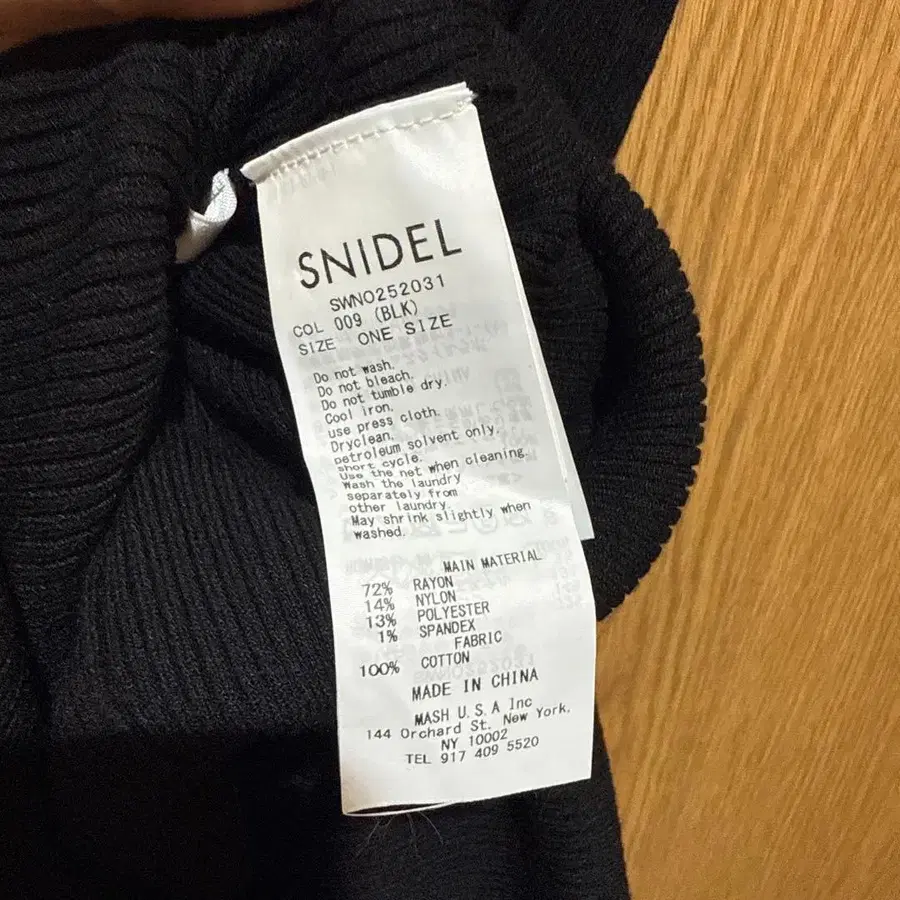 SNIDEL
SWNO252031
COL 009 (BLK)
SIZE ONE SIZE
Do not wash.
Do not bleach.
Do not tumble dry.
Cool iron.
use press cloth.
Dryclean.
petroleum solvent only.
short cycle.
Use the net when cleaning.
Wash the laundry
separately from
other laundry.
May shrink slightly when
washed.
MAIN MATERIAL
72% RAYON
14% NYLON
13% POLYESTER
1% SPANDEX
FABRIC
100% COTTON
MADE IN CHINA
MASH U.S.A Inc
144 Orchard St. New York,
NY 10002
TEL 917 409 5520